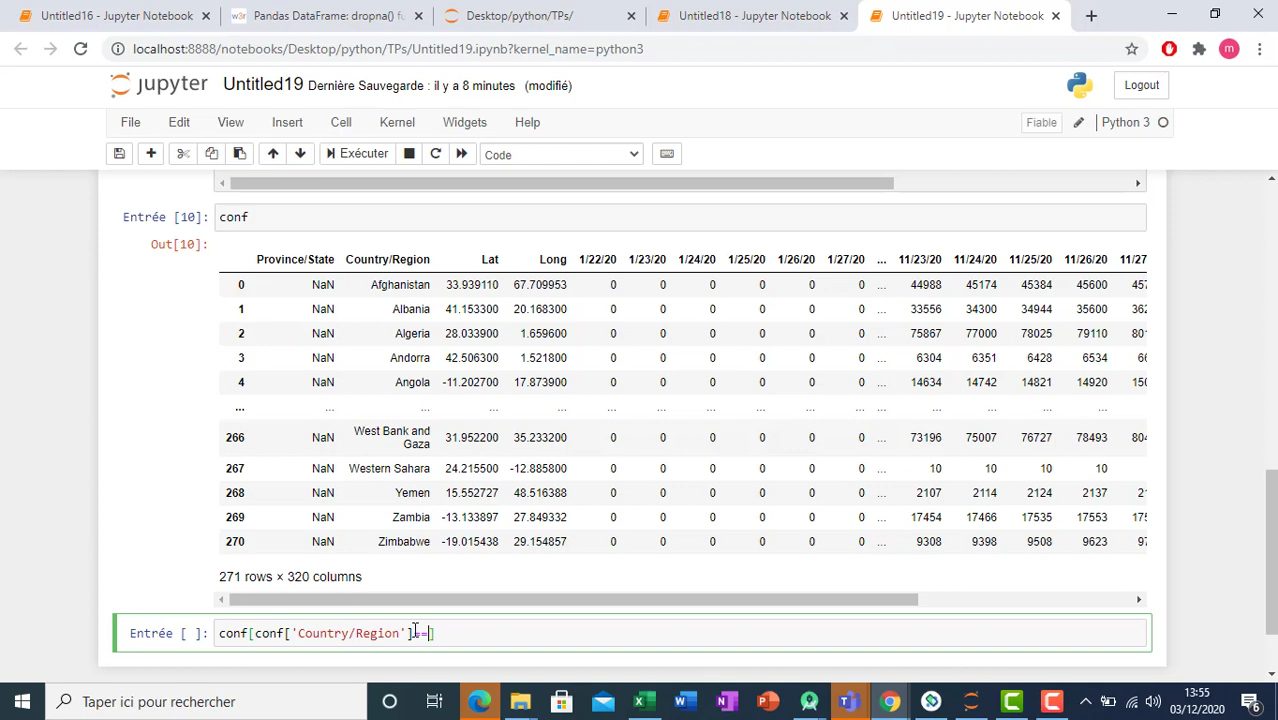 Untitled16 - Jupyter Notebook
Pandas DataFrame: dropna() fu
Desktop/python/TPs/
Untitled18 - Jupyter Notebook
Untitled19 - Jupyter Notebook
localhost:8888/notebooks/Desktop/python/TPs/Untitled19.ipynb?kernel_name=python3
jupyter Untitled19 Dernière Sauvegarde : il y a 8 minutes (modifié) Logout
File Edit View Insert Cell Kernel Widgets Help Fiable Python 3
Exécuter Code
Entrée [10]: conf
Out[10]:
Province/State Country/Region Lat Long 1/22/20 1/23/20 1/24/20 1/25/20 1/26/20 1/27/20 ... 11/23/20 11/24/20 11/25/20 11/26/20 11/27
0 NaN Afghanistan 33.939110 67.709953 0 0 0 0 0 0 ... 44988 45174 45384 45600 457
1 NaN Albania 41.153300 20.168300 0 0 0 0 0 0 ... 33556 34300 34944 35600 362
2 NaN Algeria 28.033900 1.659600 0 0 0 0 0 0 ... 75867 77000 78025 79110 801
3 NaN Andorra 42.506300 1.521800 0 0 0 0 0 0 ... 6304 6351 6428 6534 66
4 NaN Angola -11.202700 17.873900 0 0 0 0 0 0 ... 14634 14742 14821 14920 150
... ... ... ... ... ... ... ... ... ... ... ... ... ... ... ...
266 NaN West Bank and Gaza 31.952200 35.233200 0 0 0 0 0 0 ... 73196 75007 76727 78493 804
267 NaN Western Sahara 24.215500 -12.885800 0 0 0 0 0 0 ... 10 10 10 10
268 NaN Yemen 15.552727 48.516388 0 0 0 0 0 0 ... 2107 2114 2124 2137 21
269 NaN Zambia -13.133897 27.849332 0 0 0 0 0 0 ... 17454 17466 17535 17553 175
270 NaN Zimbabwe -19.015438 29.154857 0 0 0 0 0 0 ... 9308 9398 9508 9623 97
271 rows × 320 columns
Entrée [ ]: conf[conf['Country/Region']==]
Taper ici pour rechercher
13:55
03/12/2020
6